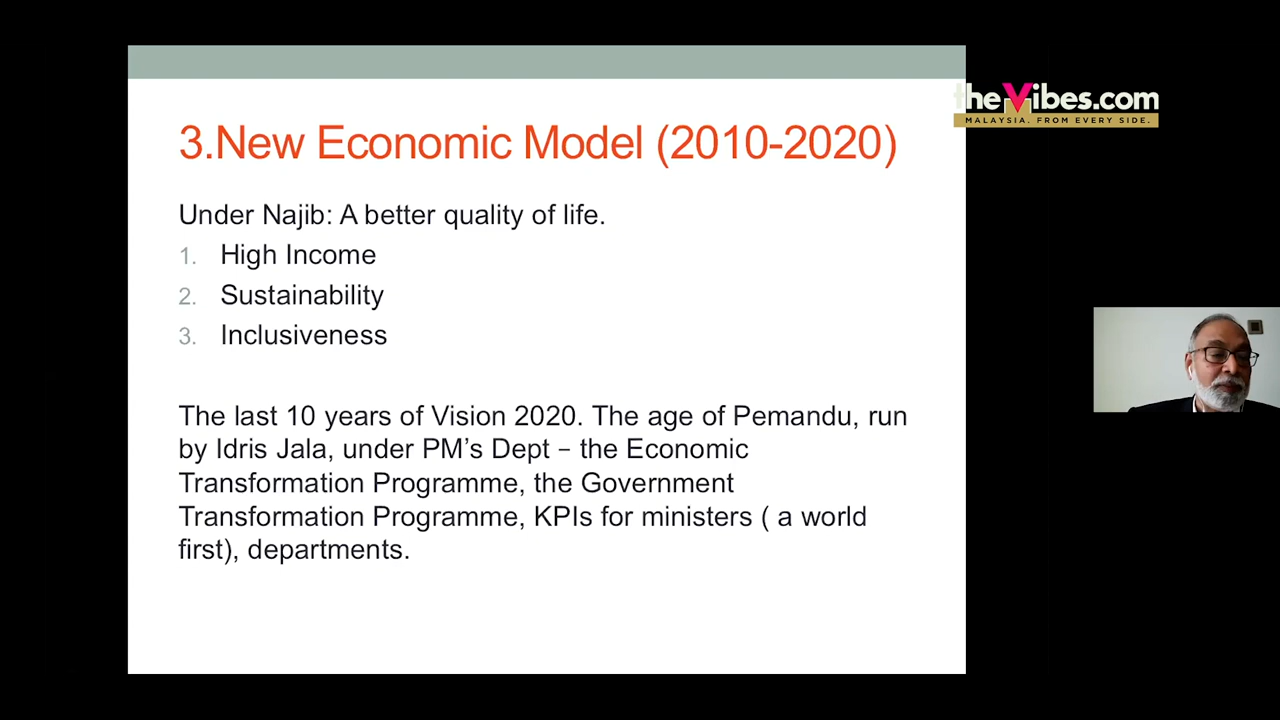 theVibes.com
MALAYSIA. FROM EVERY SIDE.
3.New Economic Model (2010-2020)
Under Najib: A better quality of life.
1. High Income
2. Sustainability
3. Inclusiveness
The last 10 years of Vision 2020. The age of Pemandu, run
by Idris Jala, under PM’s Dept – the Economic
Transformation Programme, the Government
Transformation Programme, KPIs for ministers ( a world
first), departments.